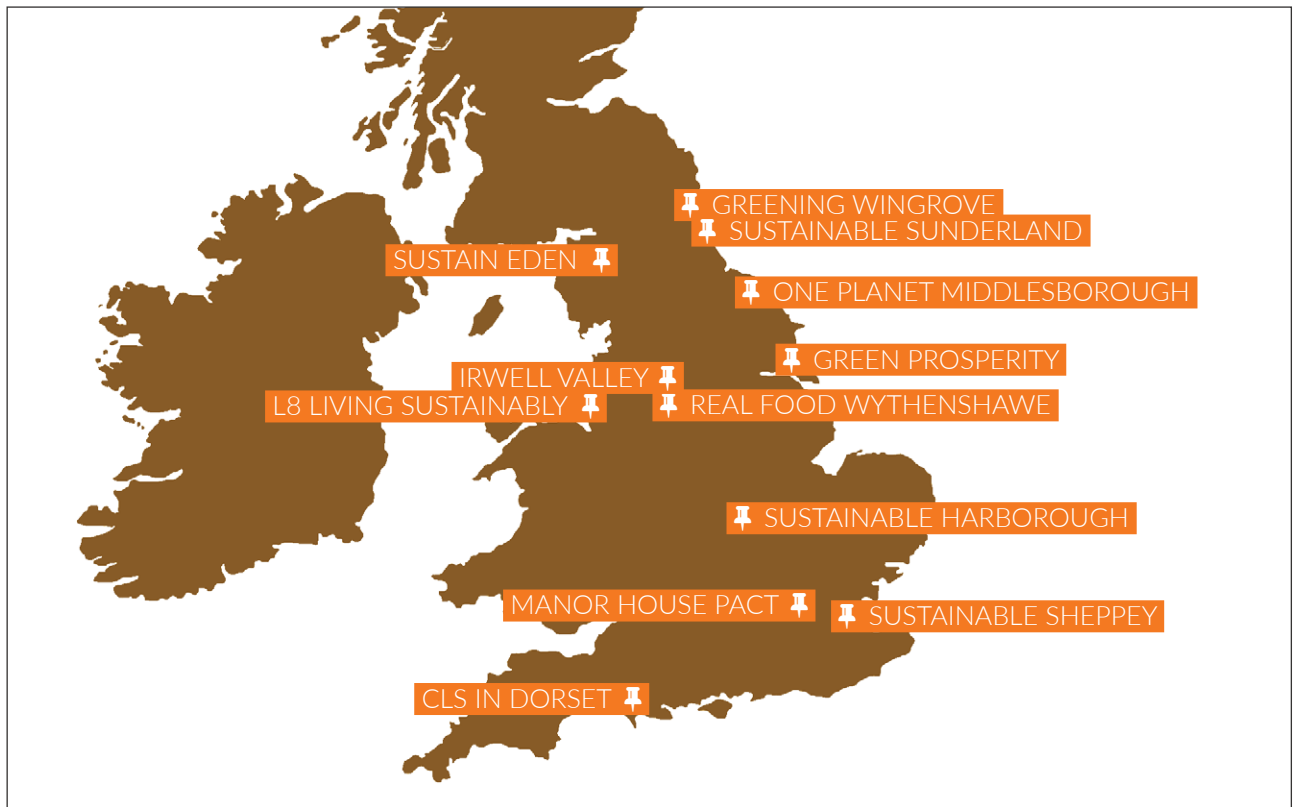 GREENING WINGROVE
SUSTAINABLE SUNDERLAND
SUSTAIN EDEN
ONE PLANET MIDDLESBOROUGH
GREEN PROSPERITY
IRWELL VALLEY
L8 LIVING SUSTAINABLY
REAL FOOD WYTHENSHAWE
SUSTAINABLE HARBOROUGH
MANOR HOUSE PACT
SUSTAINABLE SHEPPEY
CLS IN DORSET